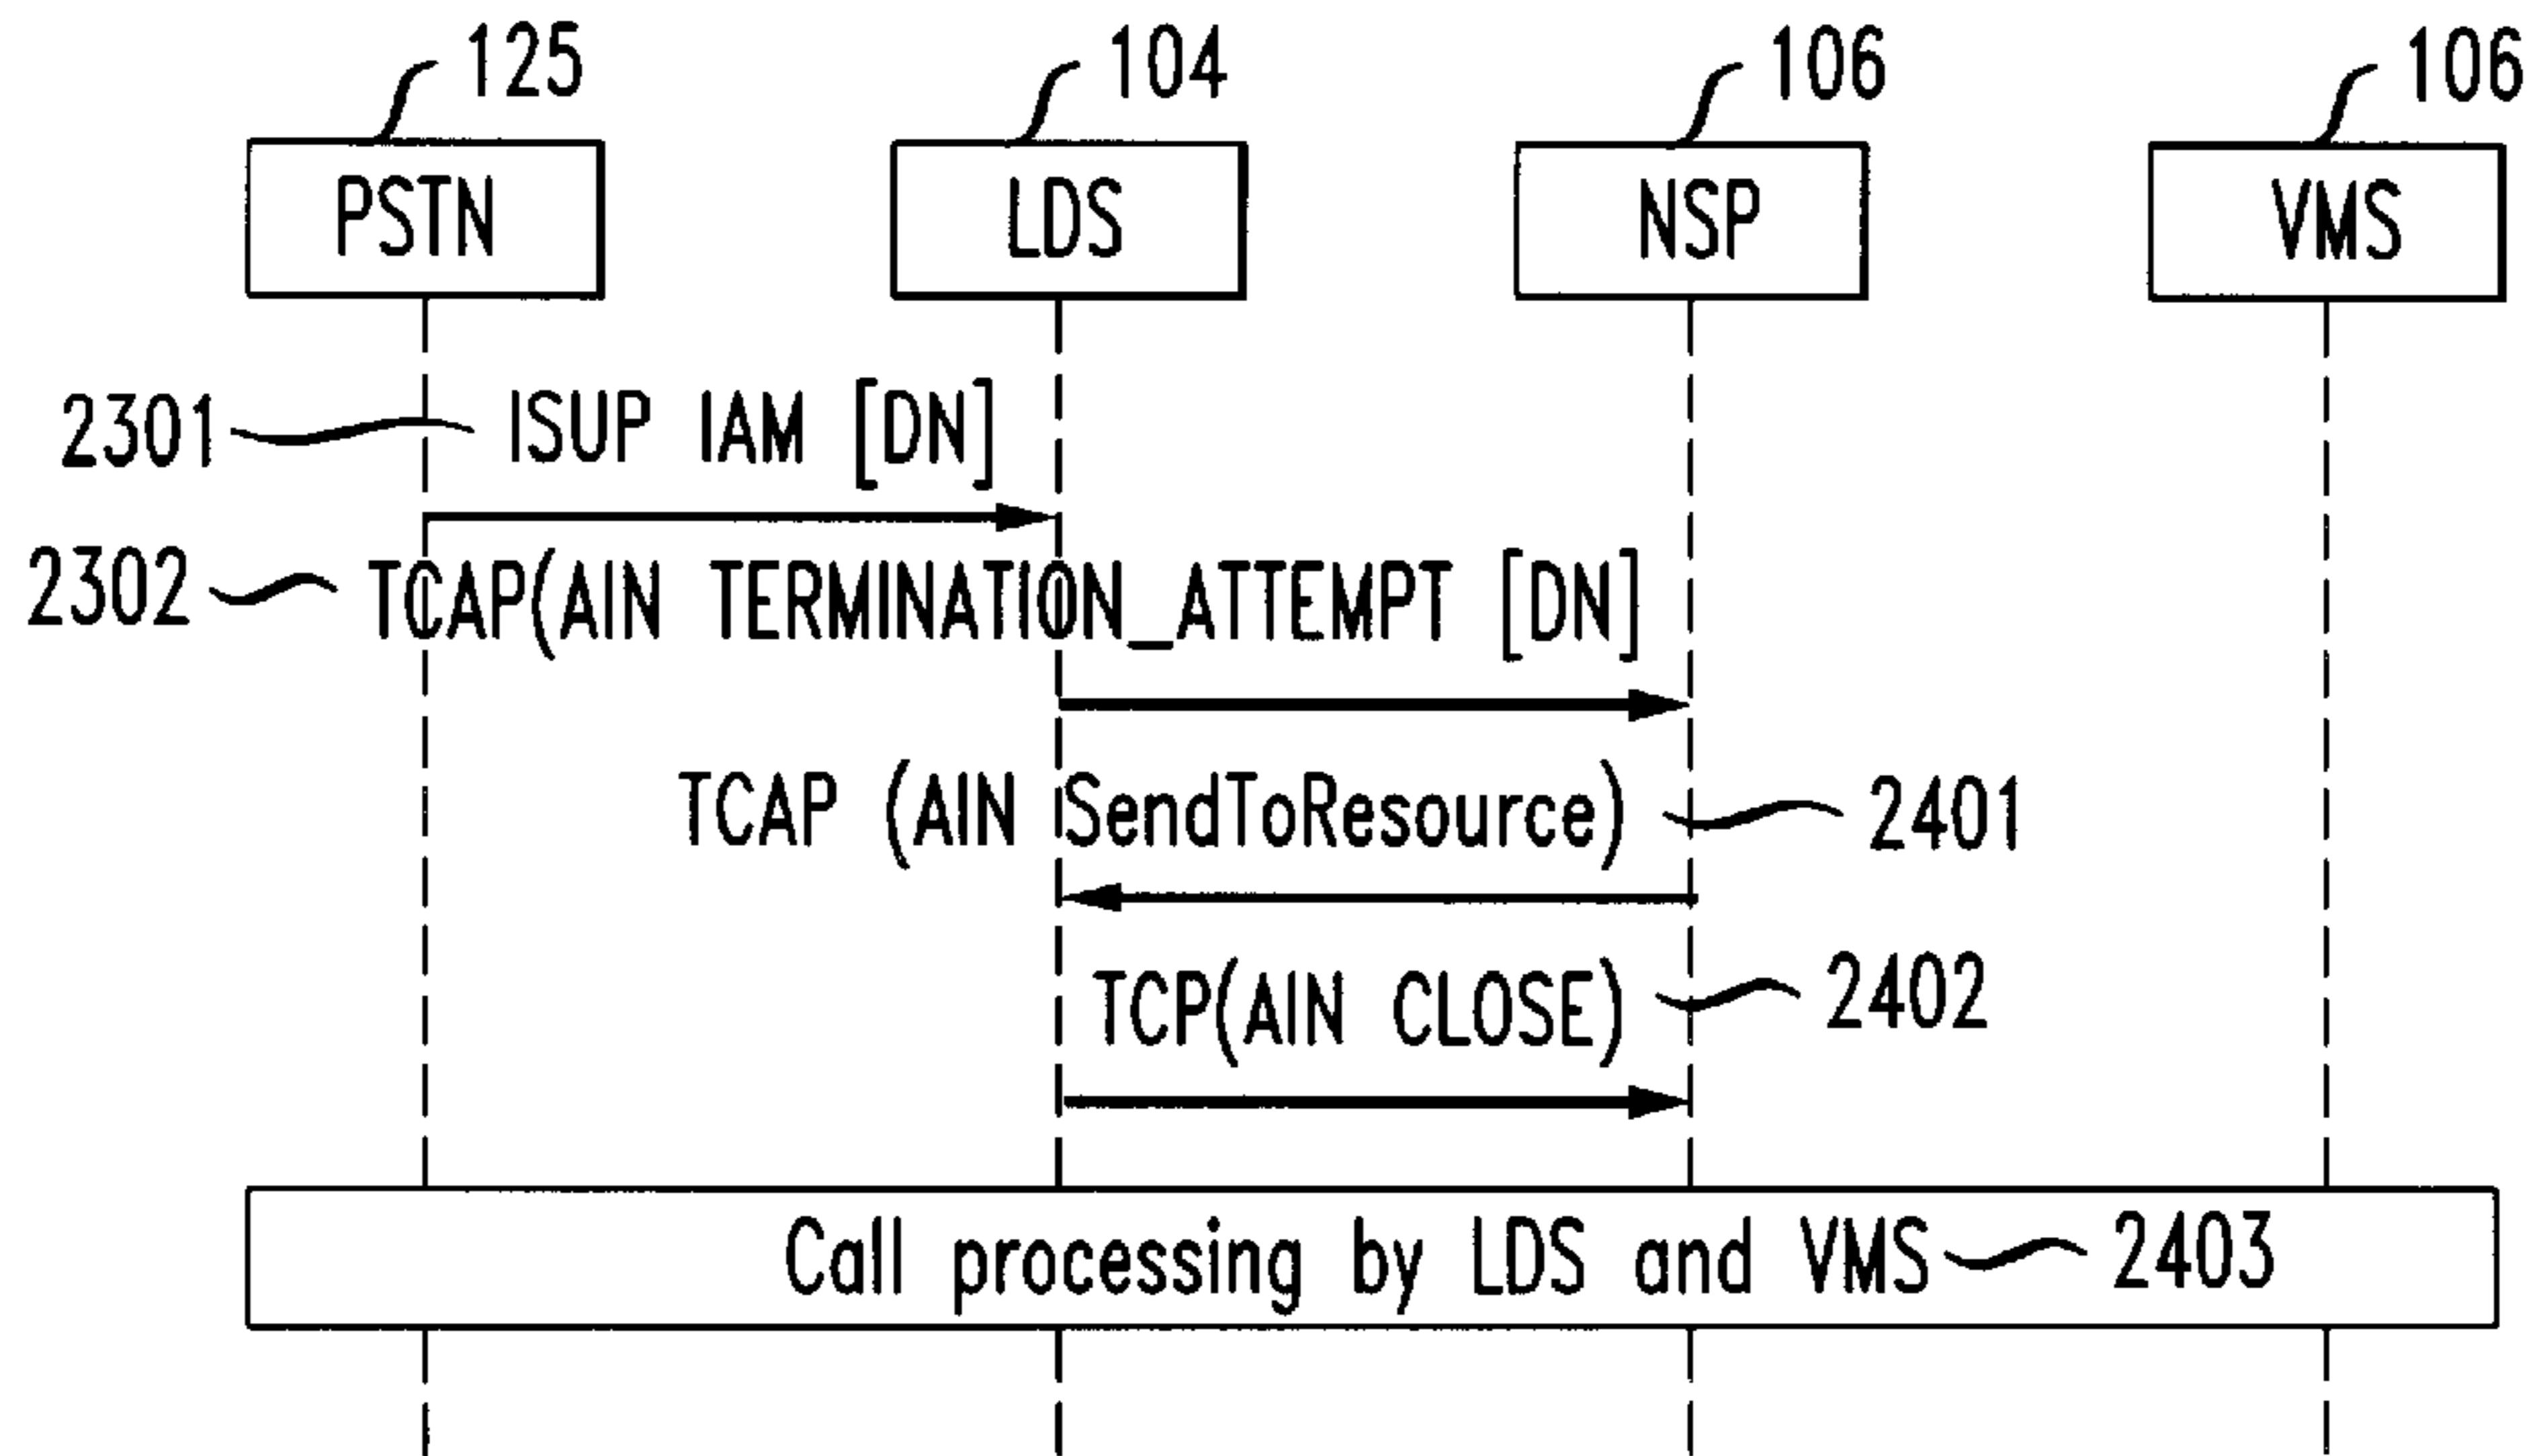 125 104 106 106
PSTN LDS NSP VMS
2301 ISUP IAM [DN]
2302 TCAP(AIN TERMINATION_ATTEMPT [DN]
TCAP (AIN SendToResource) 2401
TCP(AIN CLOSE) 2402
Call processing by LDS and VMS 2403